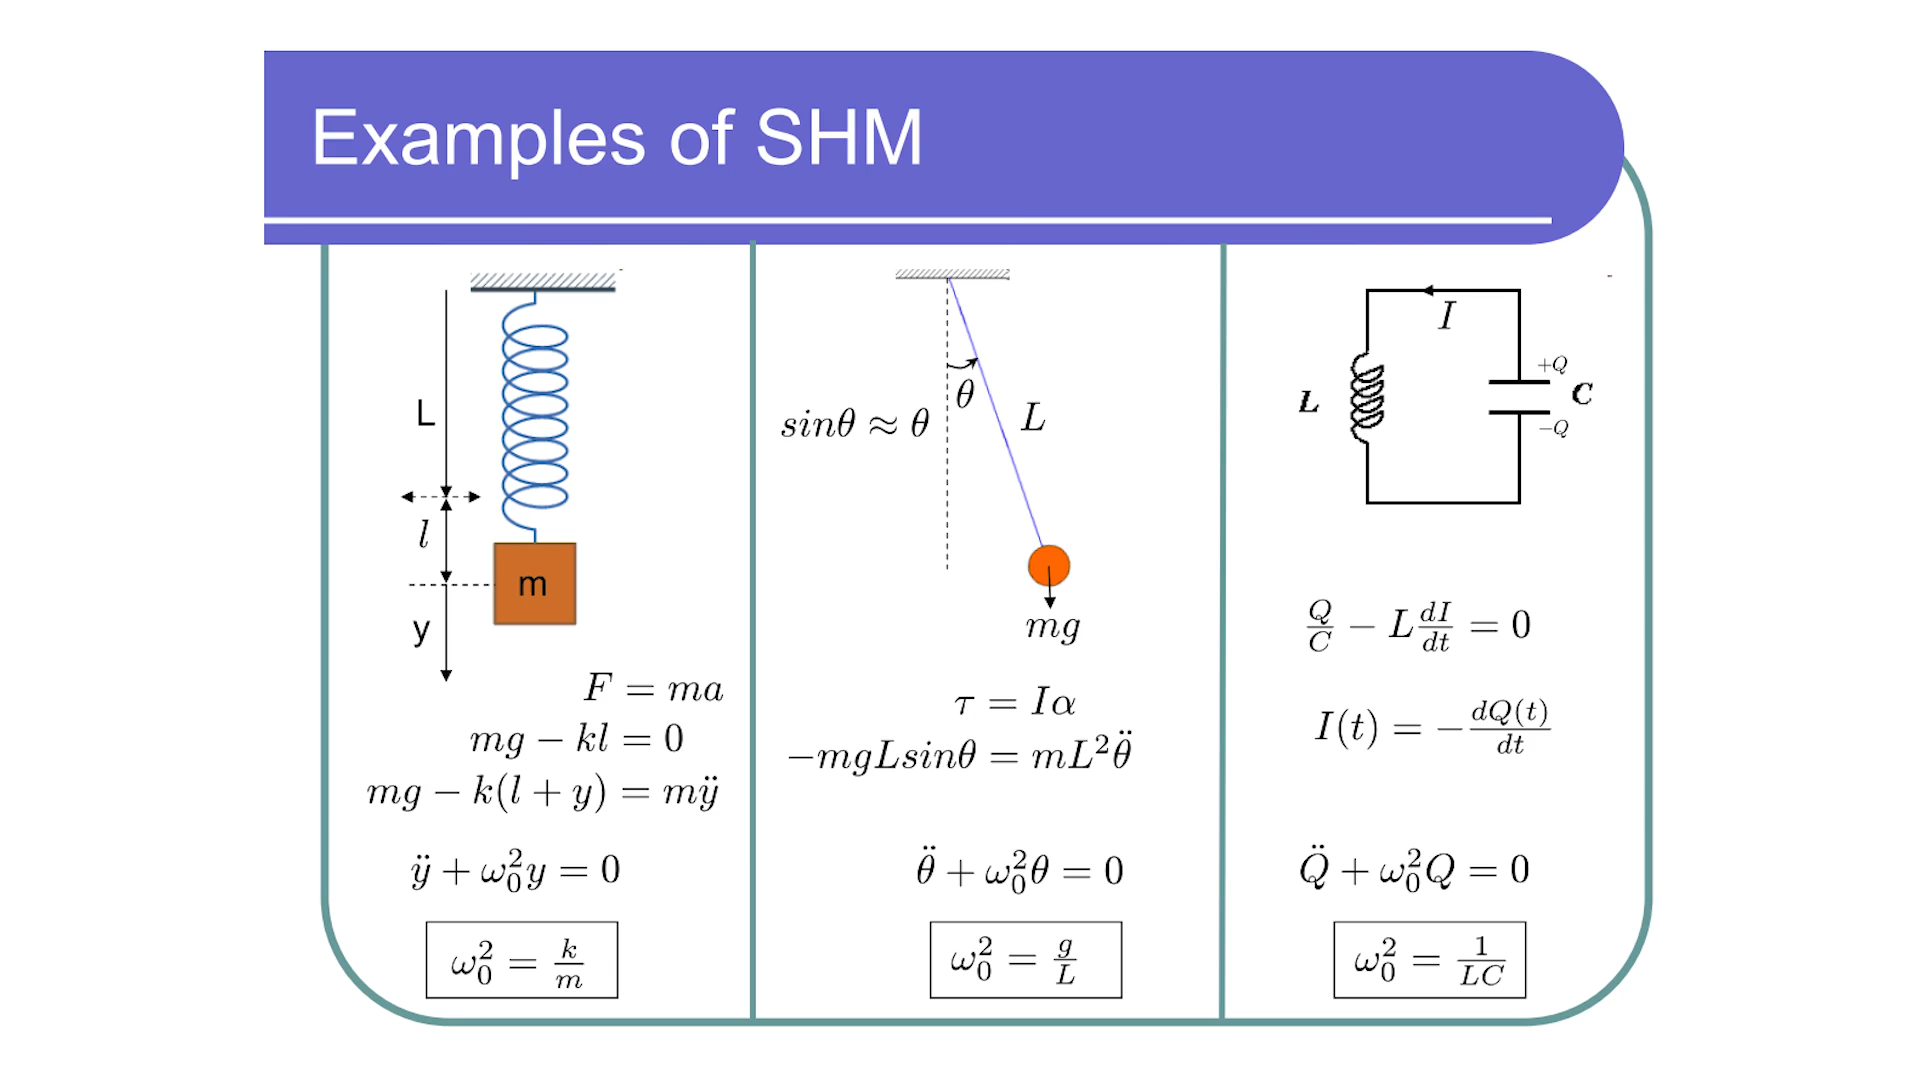 Examples of SHM
L
l
m
y
F = ma
mg − kl = 0
mg − k(l + y) = mÿ
ÿ + ω₀²y = 0
ω₀² = k/m
θ
sinθ ≈ θ
L
mg
τ = Iα
−mgLsinθ = mL²θ̈
θ̈ + ω₀²θ = 0
ω₀² = g/L
I
+Q
L
C
−Q
Q/C − L dI/dt = 0
I(t) = − dQ(t)/dt
Q̈ + ω₀²Q = 0
ω₀² = 1/LC